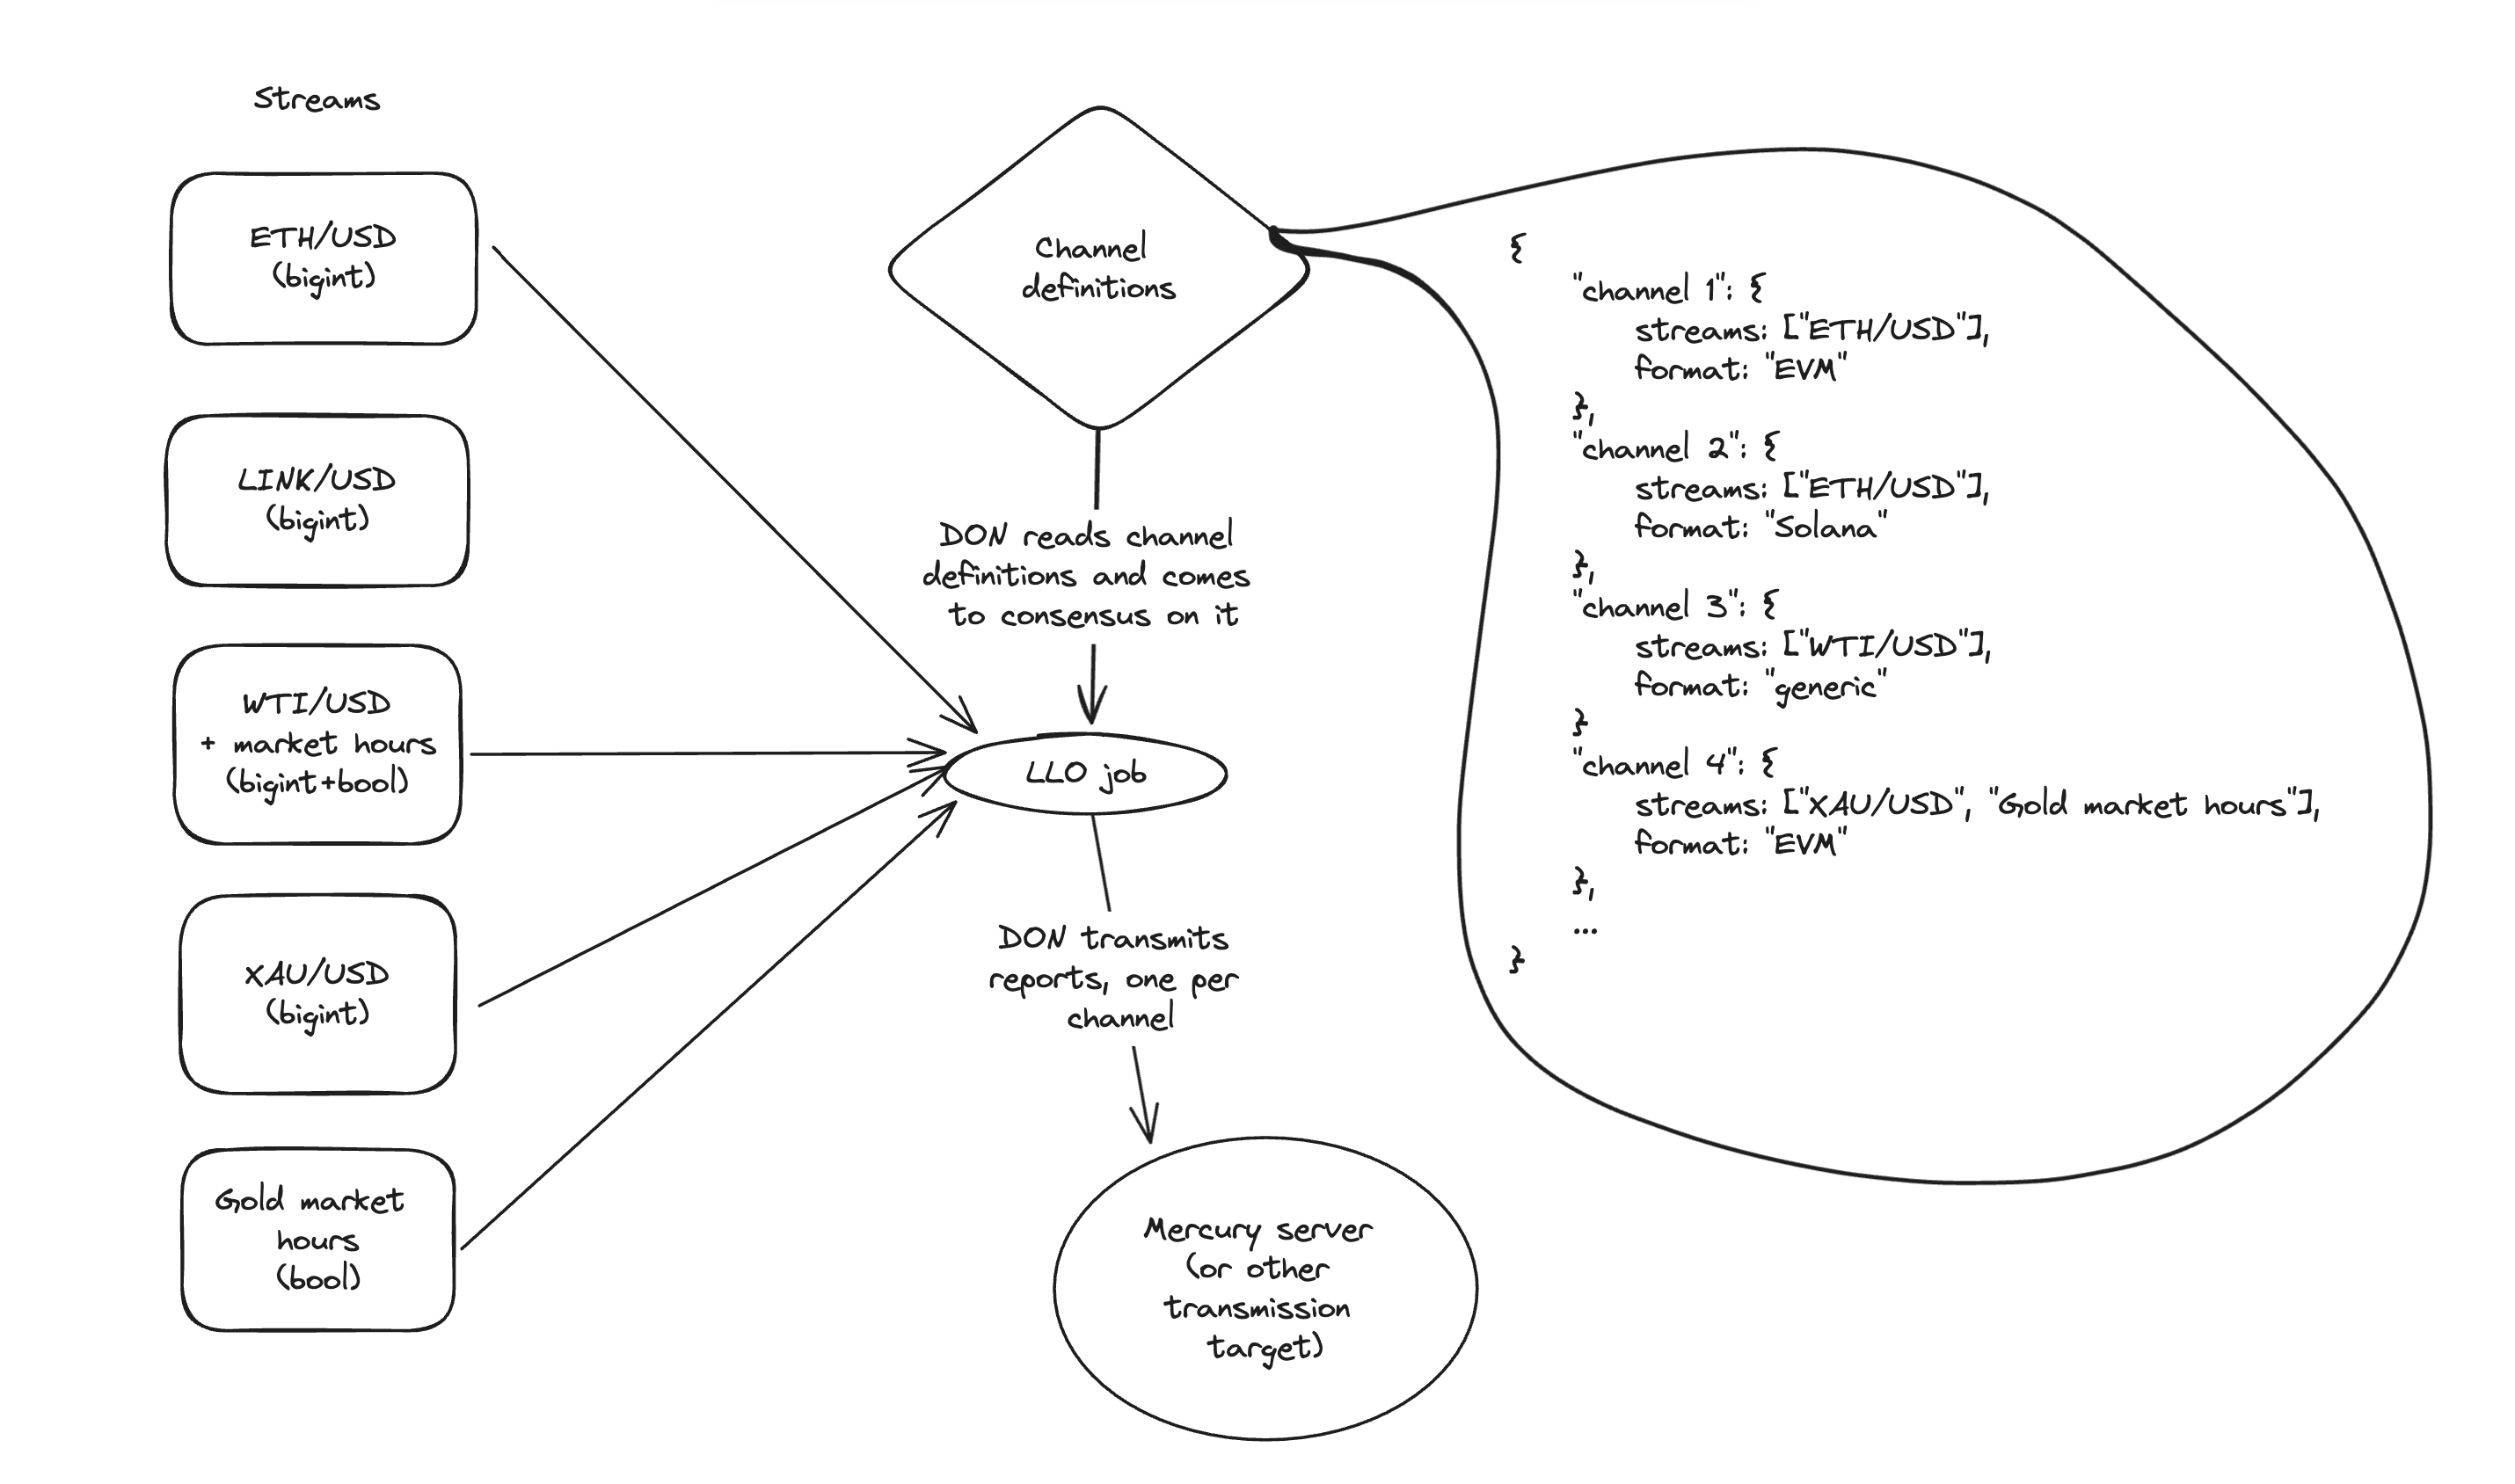 Streams
ETH/USD
(bigint)
LINK/USD
(bigint)
WTI/USD
+ market hours
(bigint+bool)
XAU/USD
(bigint)
Gold market
hours
(bool)
Channel
definitions
DON reads channel
definitions and comes
to consensus on it
LLO job
DON transmits
reports, one per
channel
Mercury server
(or other
transmission
target)
{
"channel 1": {
streams: ["ETH/USD"],
format: "EVM"
},
"channel 2": {
streams: ["ETH/USD"],
format: "Solana"
},
"channel 3": {
streams: ["WTI/USD"],
format: "generic"
}
"channel 4": {
streams: ["XAU/USD", "Gold market hours"],
format: "EVM"
},
...
}